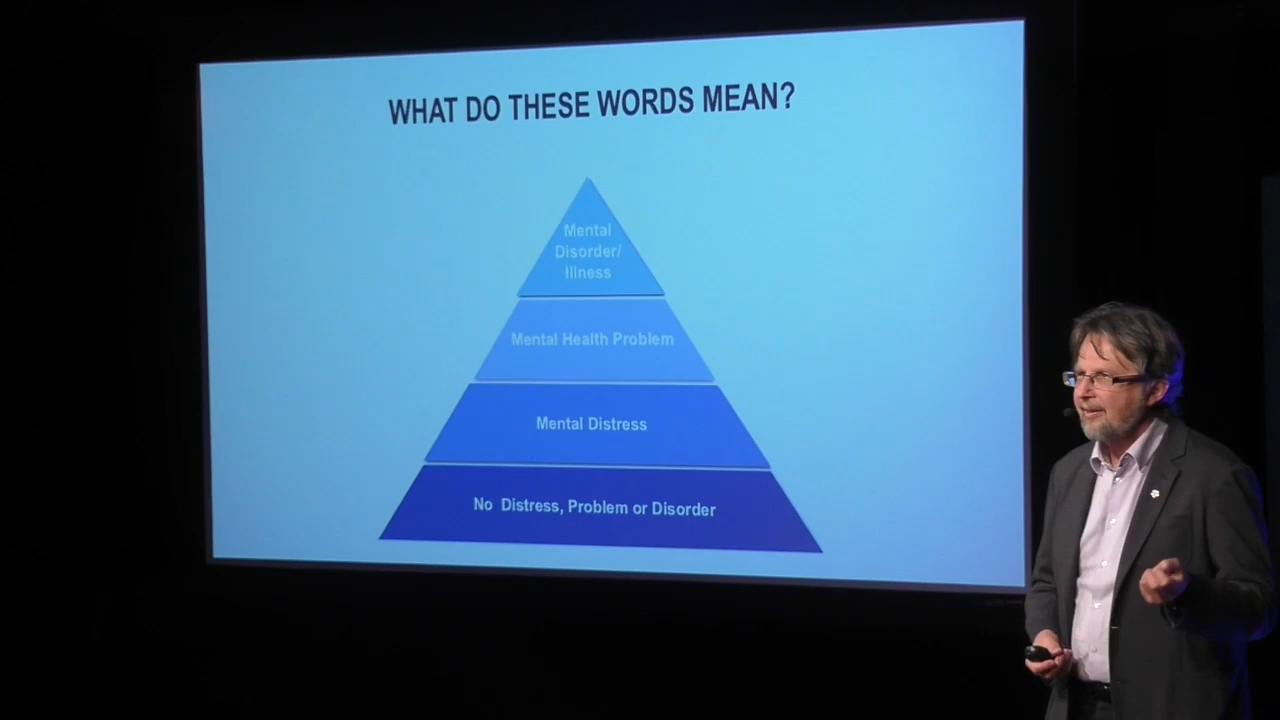 WHAT DO THESE WORDS MEAN?
Mental
Disorder/
Illness
Mental Health Problem
Mental Distress
No Distress, Problem or Disorder